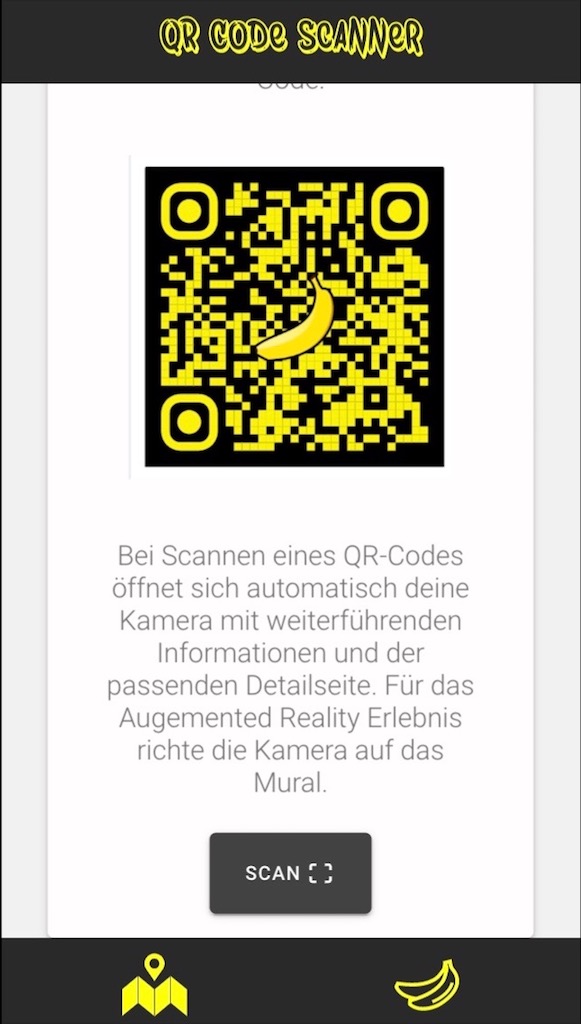 QR CODE SCANNER
Code.
Bei Scannen eines QR-Codes
öffnet sich automatisch deine
Kamera mit weiterführenden
Informationen und der
passenden Detailseite. Für das
Augemented Reality Erlebnis
richte die Kamera auf das
Mural.
SCAN